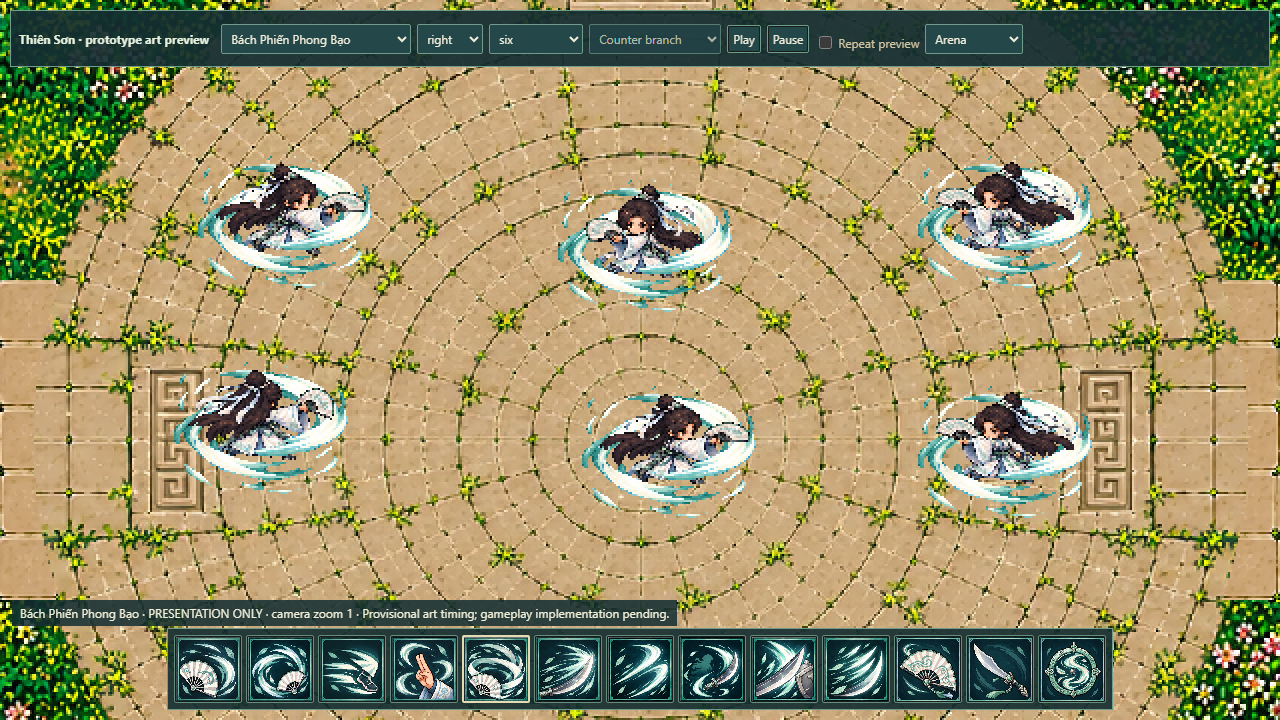 Thiên Sơn · prototype art preview Bách Phiến Phong Bạo right six Counter branch Play Pause Repeat preview Arena
Bách Phiến Phong Bạo · PRESENTATION ONLY · camera zoom 1 · Provisional art timing; gameplay implementation pending.